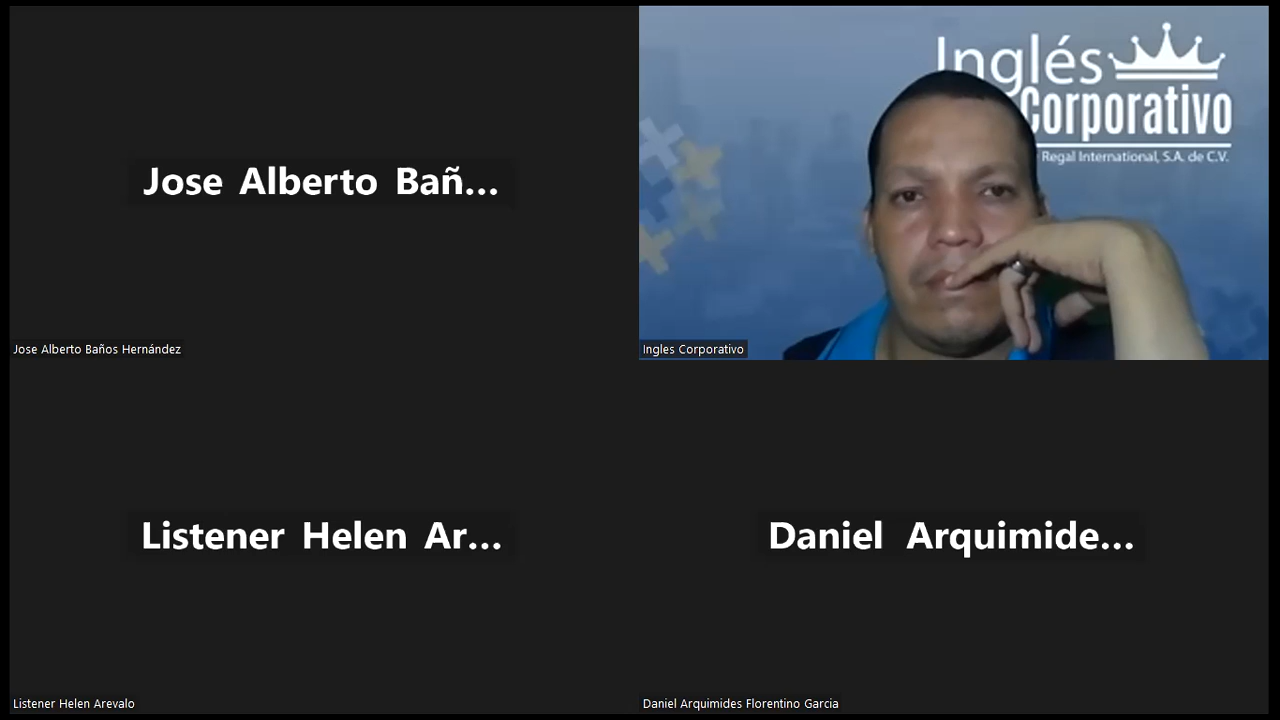 Jose Alberto Bañ...
Jose Alberto Baños Hernández
Inglés
Corporativo
Regal International, S.A. de C.V.
Ingles Corporativo
Listener Helen Ar...
Listener Helen Arevalo
Daniel Arquimide...
Daniel Arquimides Florentino García